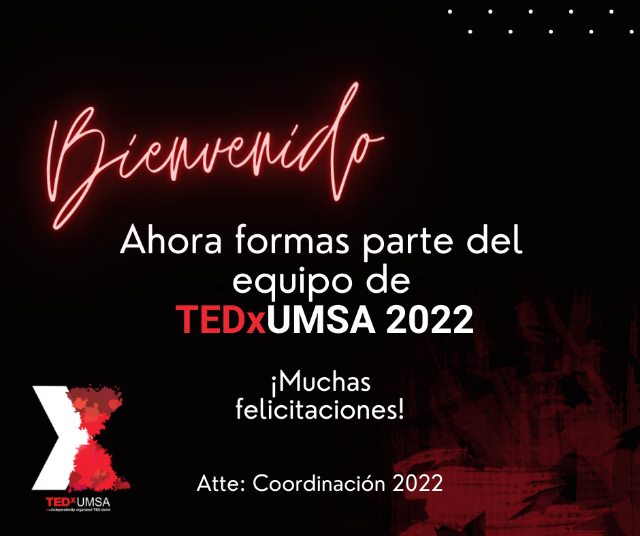 Bienvenido
Ahora formas parte del
equipo de
TEDxUMSA 2022
¡Muchas
felicitaciones!
Atte: Coordinación 2022
TEDxUMSA
x=independently organized TED event